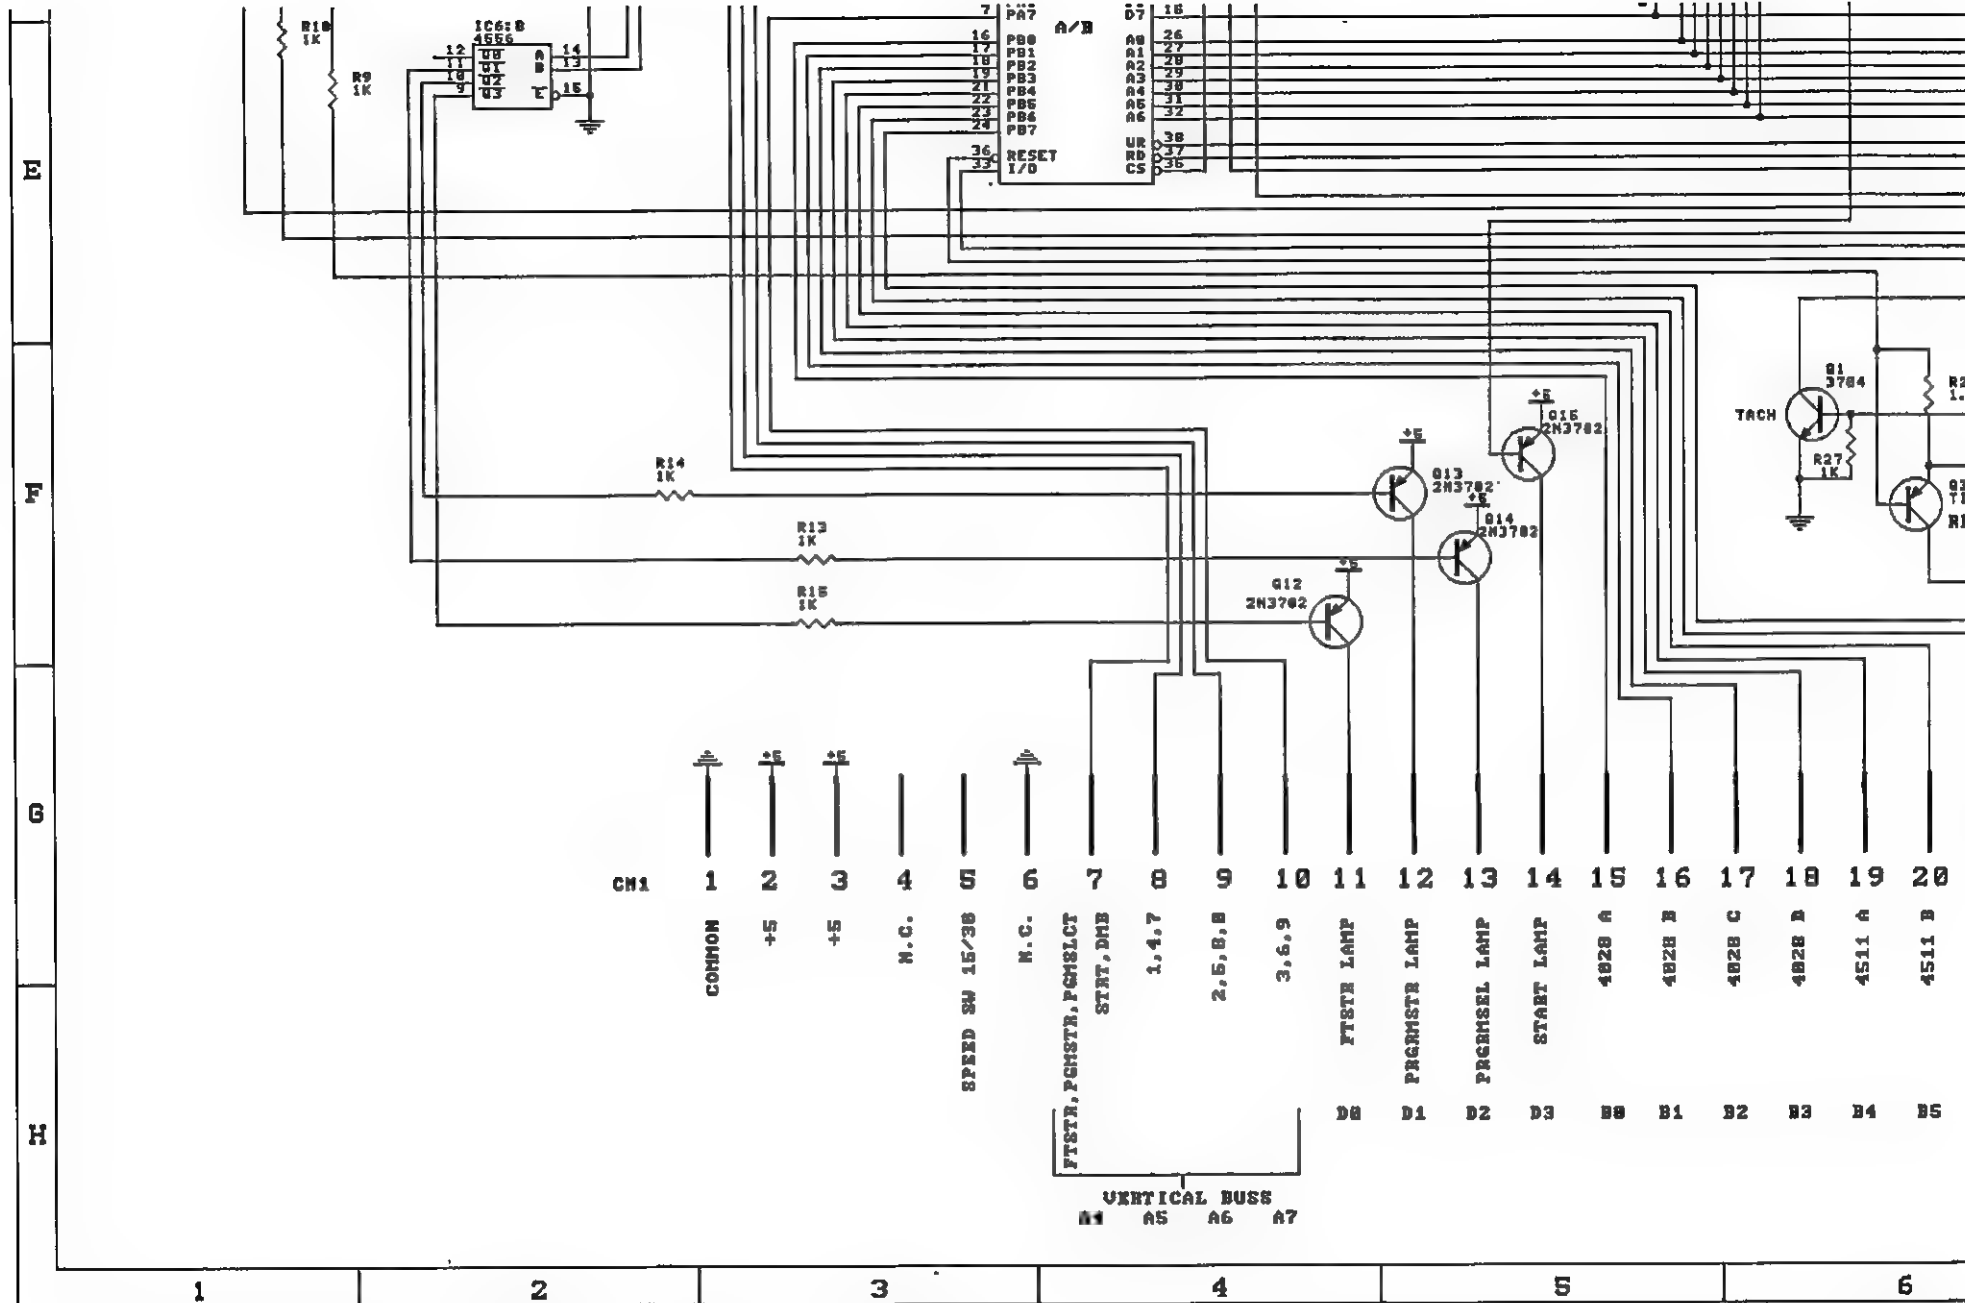 R10
1K
R9
1K
IC6:B
4556
12
11
10
9
Q0
Q1
Q2
Q3
A
B
E
14
13
15
A/B
7
PA7
16
PB0
17
PB1
18
PB2
19
PB3
21
PB4
22
PB5
23
PB6
24
PB7
36
RESET
33
I/O
D7
15
A0
26
A1
27
A2
28
A3
29
A4
30
A5
31
A6
32
WR
38
RD
37
CS
35
E
F
G
H
R14
1K
R13
1K
R15
1K
+5
Q15
2N3702
+5
Q13
2N3702
+5
Q14
2N3702
+5
Q12
2N3702
TACH
Q1
3704
R27
1K
+5
+5
CN1
1
2
3
4
5
6
7
8
9
10
11
12
13
14
15
16
17
18
19
20
COMMON
+5
+5
N.C.
SPEED SW 15/30
N.C.
FTSTR,PGMSTR,PGMSLCT
STRT,DMB
1,4,7
2,5,8,0
3,6,9
FTSTR LAMP
PRGRMSTR LAMP
PRGRMSEL LAMP
START LAMP
4028 A
4028 B
4028 C
4028 D
4511 A
4511 B
D0
D1
D2
D3
B0
B1
B2
B3
B4
B5
VERTICAL BUSS
A4
A5
A6
A7
1
2
3
4
5
6